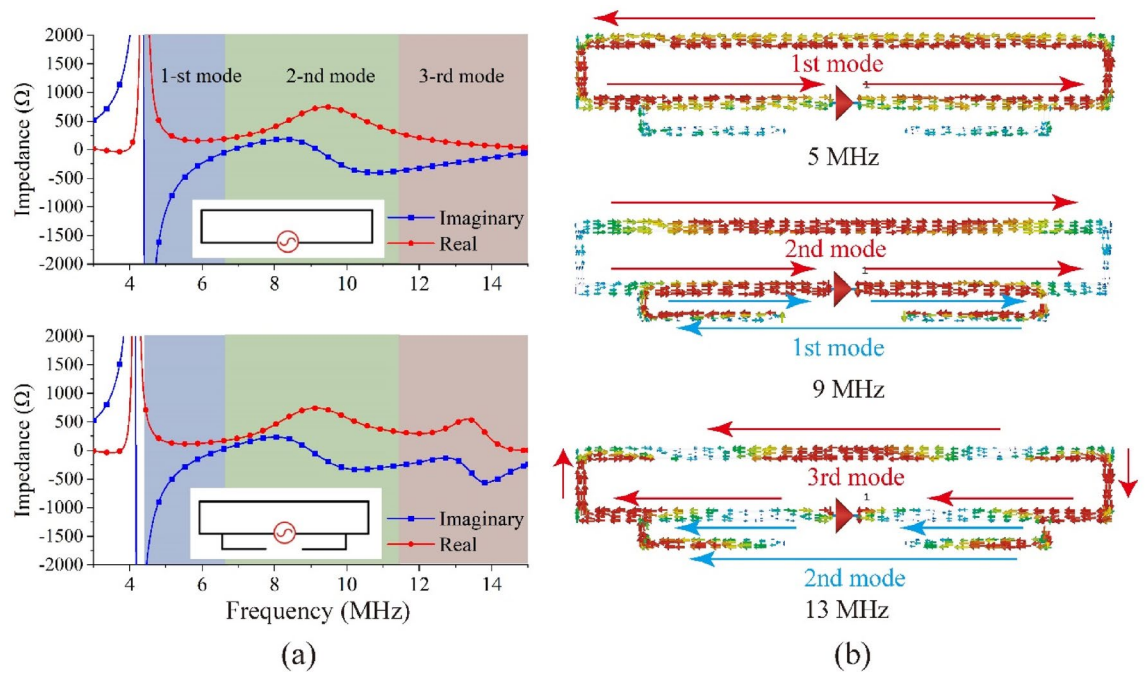 2000
1500
1000
500
0
-500
-1000
-1500
-2000
Impedance (Ω)
1-st mode
2-nd mode
3-rd mode
Imaginary
Real
4
6
8
10
12
14
2000
1500
1000
500
0
-500
-1000
-1500
-2000
Impedance (Ω)
Imaginary
Real
4
6
8
10
12
14
Frequency (MHz)
(a)
1st mode
1
5 MHz
2nd mode
1
1st mode
9 MHz
3rd mode
1
2nd mode
13 MHz
(b)